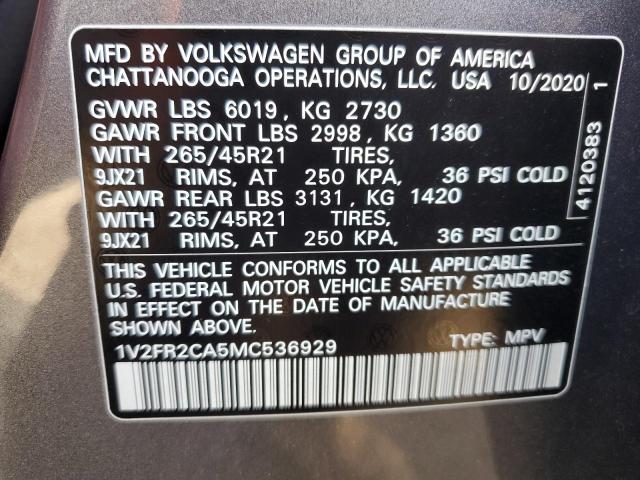 MFD BY VOLKSWAGEN GROUP OF AMERICA
CHATTANOOGA OPERATIONS, LLC. USA 10/2020
GVWR LBS 6019, KG 2730
GAWR FRONT LBS 2998, KG 1360
WITH 265/45R21 TIRES,
9JX21 RIMS, AT 250 KPA, 36 PSI COLD
GAWR REAR LBS 3131, KG 1420
WITH 265/45R21 TIRES,
9JX21 RIMS, AT 250 KPA, 36 PSI COLD
THIS VEHICLE CONFORMS TO ALL APPLICABLE
U.S. FEDERAL MOTOR VEHICLE SAFETY STANDARDS
IN EFFECT ON THE DATE OF MANUFACTURE
1V2FR2CA5MC536929 TYPE: MPV
4120383 1